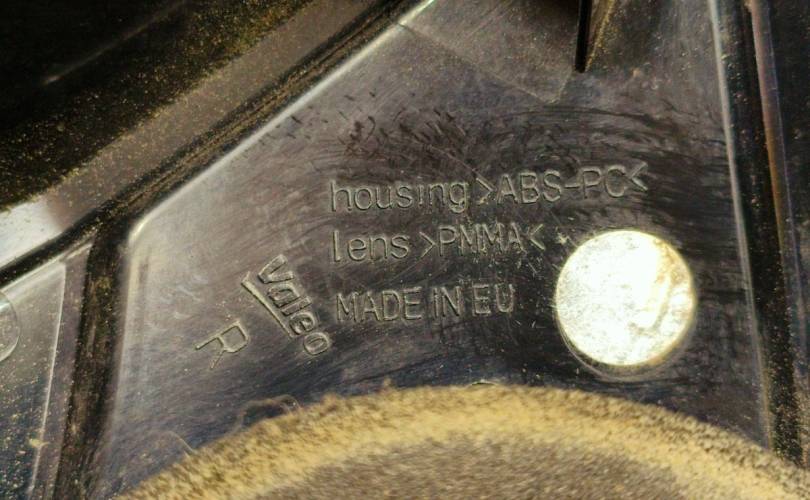 housing >ABS-PC<
lens >PMMA<
MADE IN EU
Valeo
R